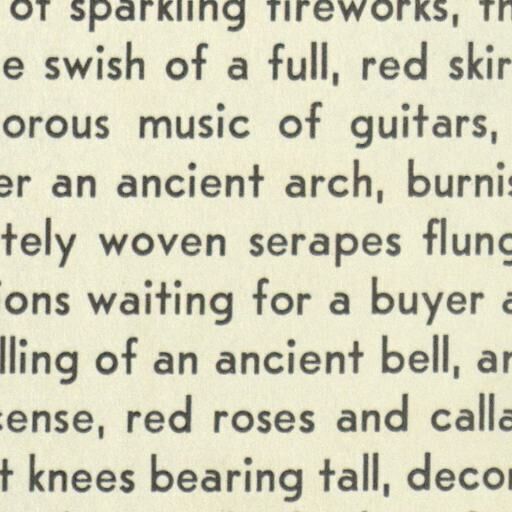 of sparkling fireworks, th
e swish of a full, red skir
orous music of guitars,
er an ancient arch, burnis
tely woven serapes flung
ions waiting for a buyer a
lling of an ancient bell, an
cense, red roses and calla
t knees bearing tall, decor